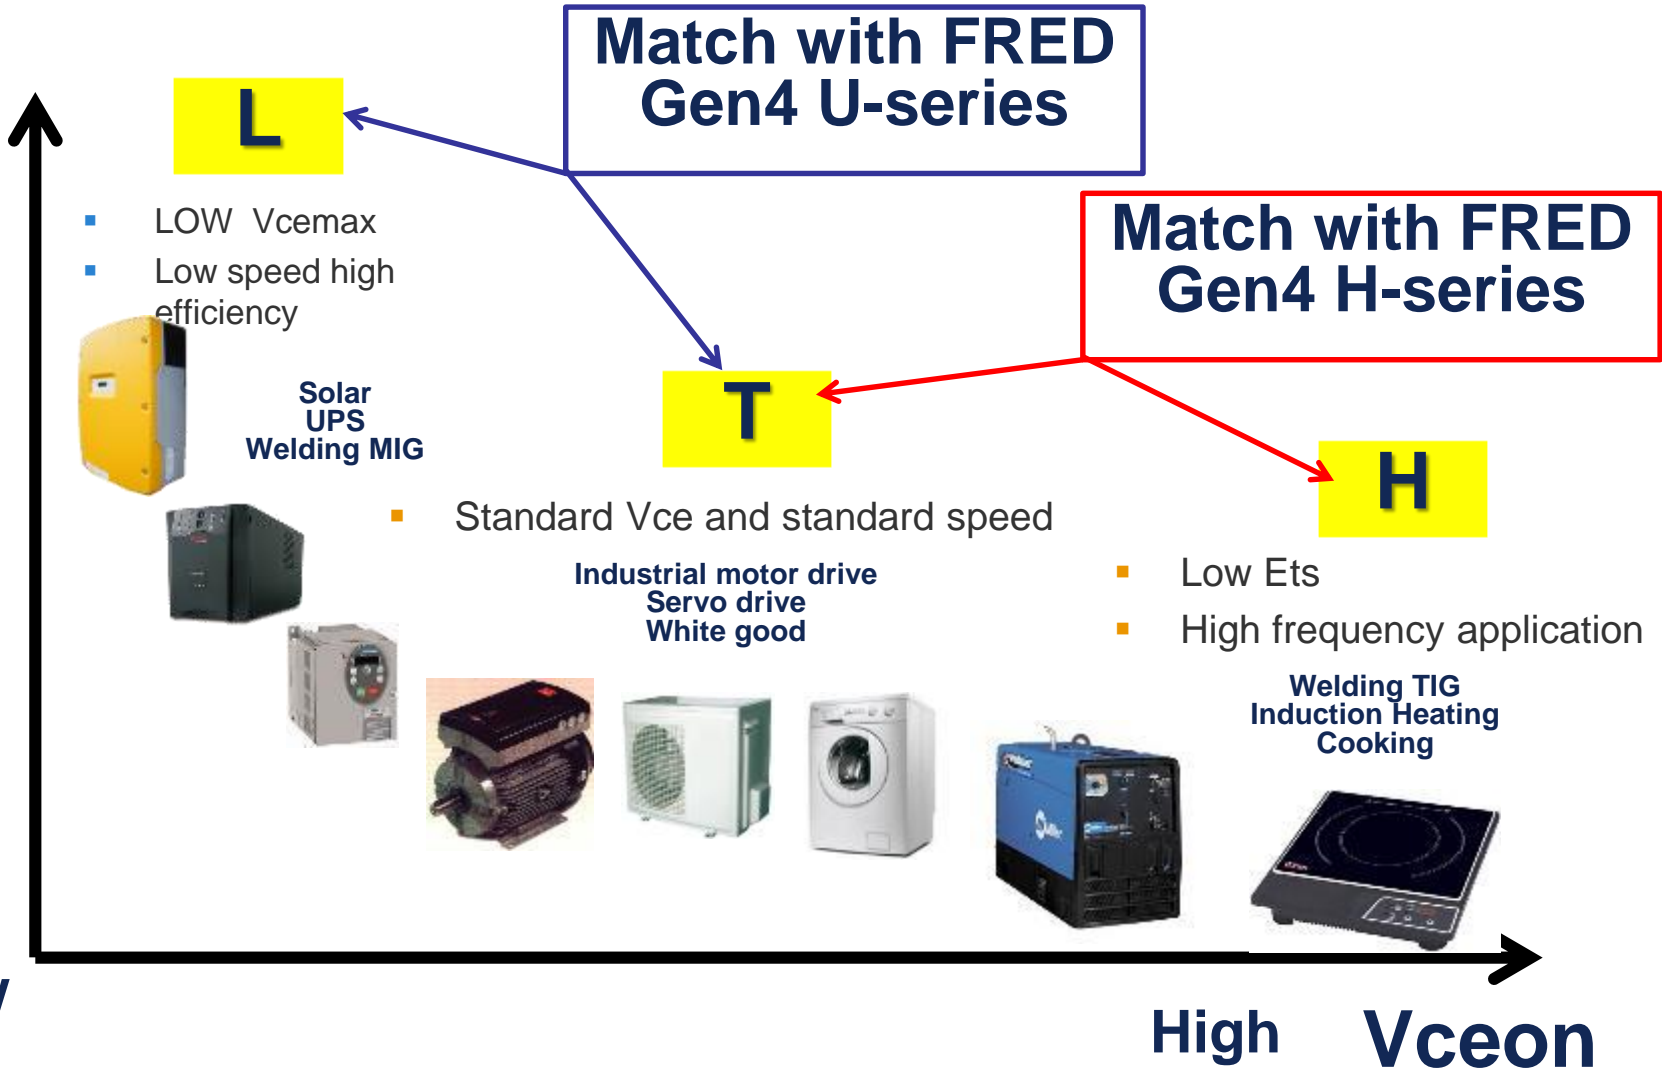 Match with FRED
Gen4 U-series
L
LOW  Vcemax
Low speed high
efficiency
Match with FRED
Gen4 H-series
Solar
UPS
Welding MIG
T
Standard Vce and standard speed
Industrial motor drive
Servo drive
White good
H
Low Ets
High frequency application
Welding TIG
Induction Heating
Cooking
High
Vceon